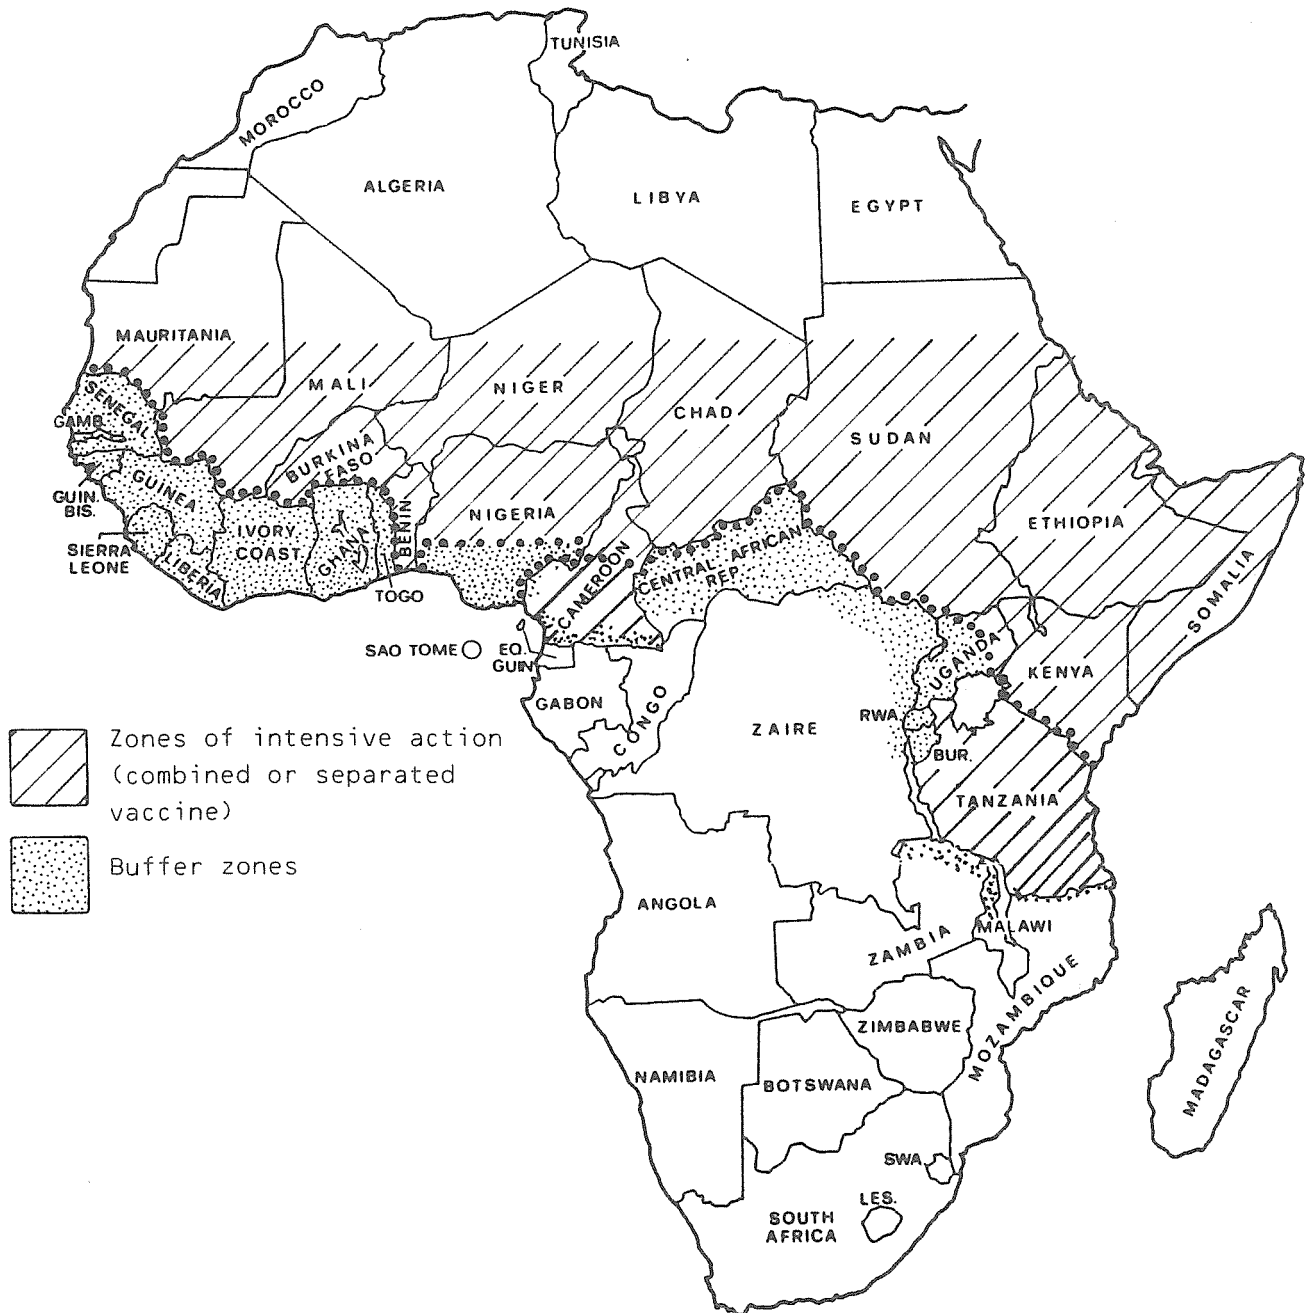 TUNISIA
MOROCCO
ALGERIA
LIBYA
EGYPT
MAURITANIA
MALI
NIGER
CHAD
SUDAN
SENEGAL
GAMB.
BURKINA
FASO
GUINEA
GUIN.
BIS.
IVORY
COAST
GHANA
BENIN
NIGERIA
ETHIOPIA
SIERRA
LEONE
LIBERIA
TOGO
CAMEROON
CENTRAL AFRICAN
REP.
SOMALIA
SAO TOME
EQ.
GUIN
UGANDA
KENYA
GABON
CONGO
ZAIRE
RWA.
BUR.
TANZANIA
Zones of intensive action
(combined or separated
vaccine)
Buffer zones
ANGOLA
ZAMBIA
MALAWI
MOZAMBIQUE
ZIMBABWE
NAMIBIA
BOTSWANA
MADAGASCAR
SWA.
LES.
SOUTH
AFRICA